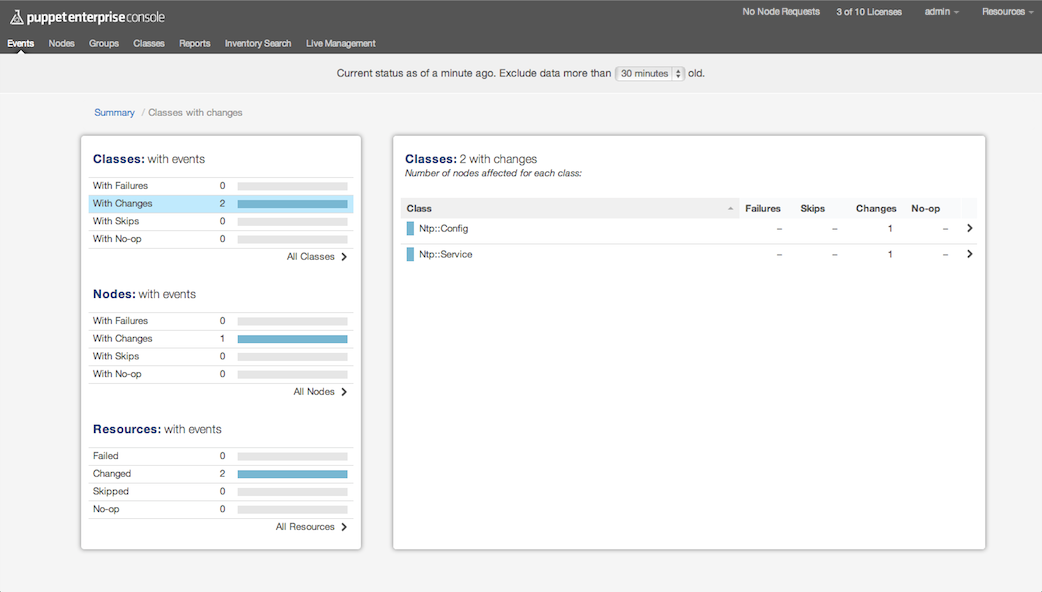 puppet enterprise console
No Node Requests 3 of 10 Licenses admin Resources
Events Nodes Groups Classes Reports Inventory Search Live Management
Current status as of a minute ago. Exclude data more than 30 minutes old.
Summary / Classes with changes
Classes: with events
With Failures 0
With Changes 2
With Skips 0
With No-op 0
All Classes
Nodes: with events
With Failures 0
With Changes 1
With Skips 0
With No-op 0
All Nodes
Resources: with events
Failed 0
Changed 2
Skipped 0
No-op 0
All Resources
Classes: 2 with changes
Number of nodes affected for each class:
Class Failures Skips Changes No-op
Ntp::Config – – 1 –
Ntp::Service – – 1 –